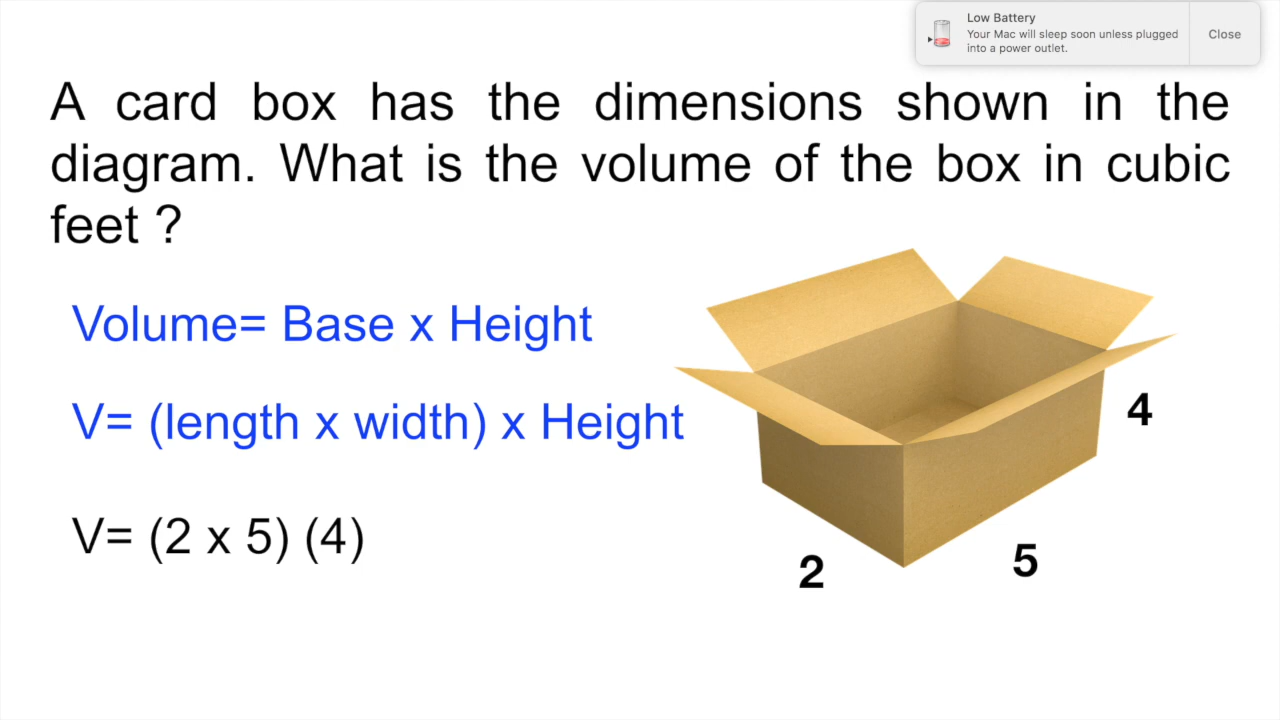 Low Battery
Your Mac will sleep soon unless plugged
into a power outlet.
Close
A card box has the dimensions shown in the
diagram. What is the volume of the box in cubic
feet ?
Volume= Base x Height
V= (length x width) x Height
V= (2 x 5) (4)
4
2
5